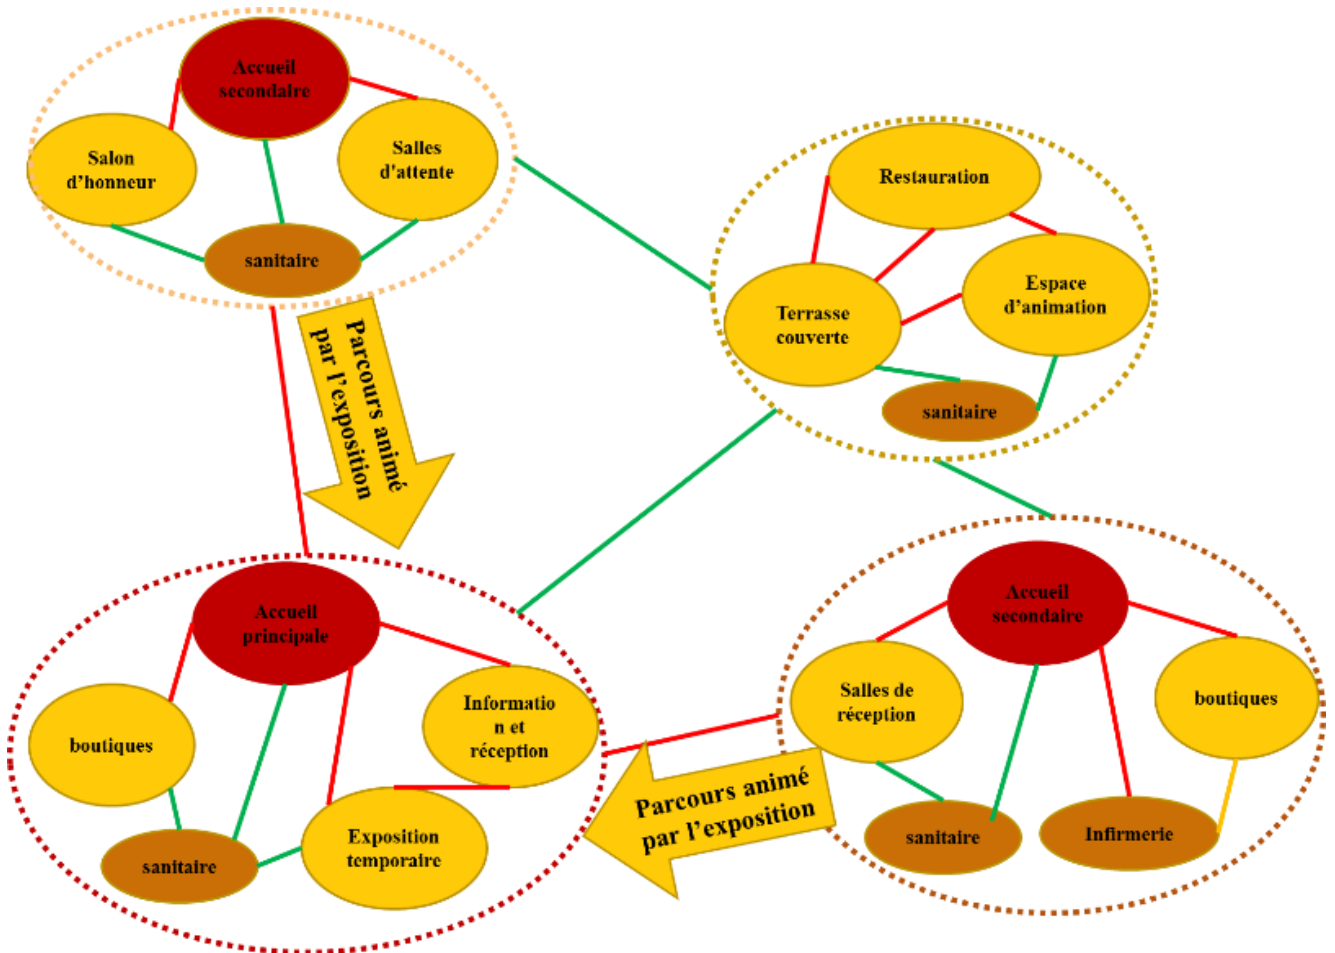 Accueil
secondaire
Salon
d’honneur
Salles
d'attente
sanitaire
Restauration
Terrasse
couverte
Espace
d’animation
sanitaire
Parcours animé
par l’exposition
Accueil
principale
boutiques
Informatio
n et
réception
Exposition
temporaire
sanitaire
Parcours animé
par l’exposition
Accueil
secondaire
Salles de
réception
boutiques
sanitaire
Infirmerie